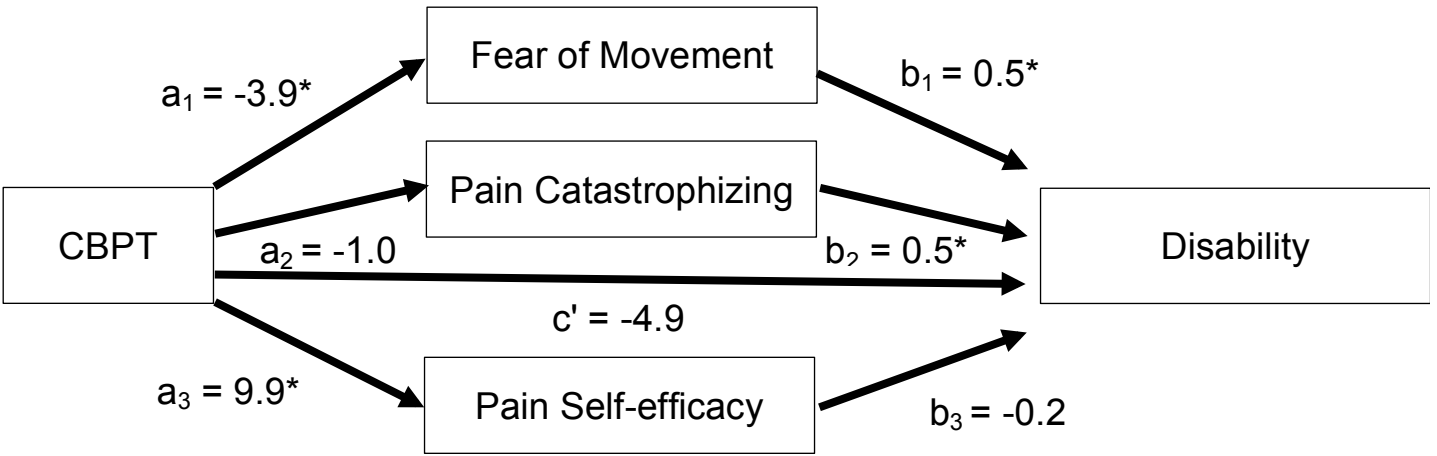 Fear of Movement
a₁ = -3.9*
b₁ = 0.5*
Pain Catastrophizing
CBPT
Disability
a₂ = -1.0
b₂ = 0.5*
c' = -4.9
a₃ = 9.9*
Pain Self-efficacy
b₃ = -0.2